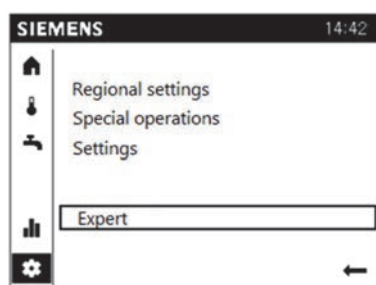 SIEMENS 14:42
Regional settings
Special operations
Settings
Expert